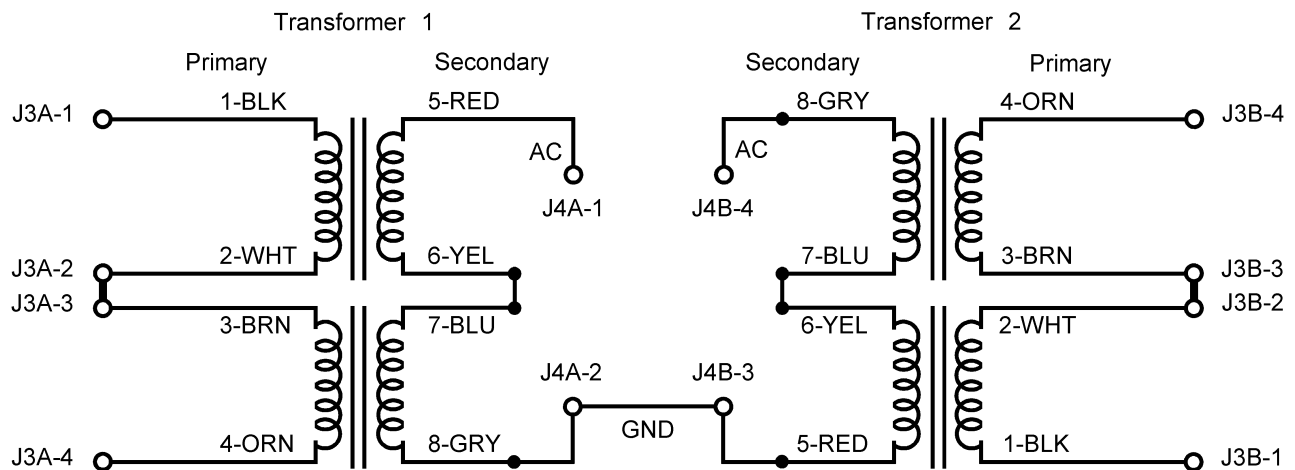 Transformer 1
Transformer 2
Primary
Secondary
Secondary
Primary
J3A-1
1-BLK
5-RED
8-GRY
4-ORN
J3B-4
AC
AC
J4A-1
J4B-4
J3A-2
2-WHT
6-YEL
7-BLU
3-BRN
J3B-3
J3A-3
3-BRN
7-BLU
6-YEL
2-WHT
J3B-2
J4A-2
J4B-3
GND
J3A-4
4-ORN
8-GRY
5-RED
1-BLK
J3B-1